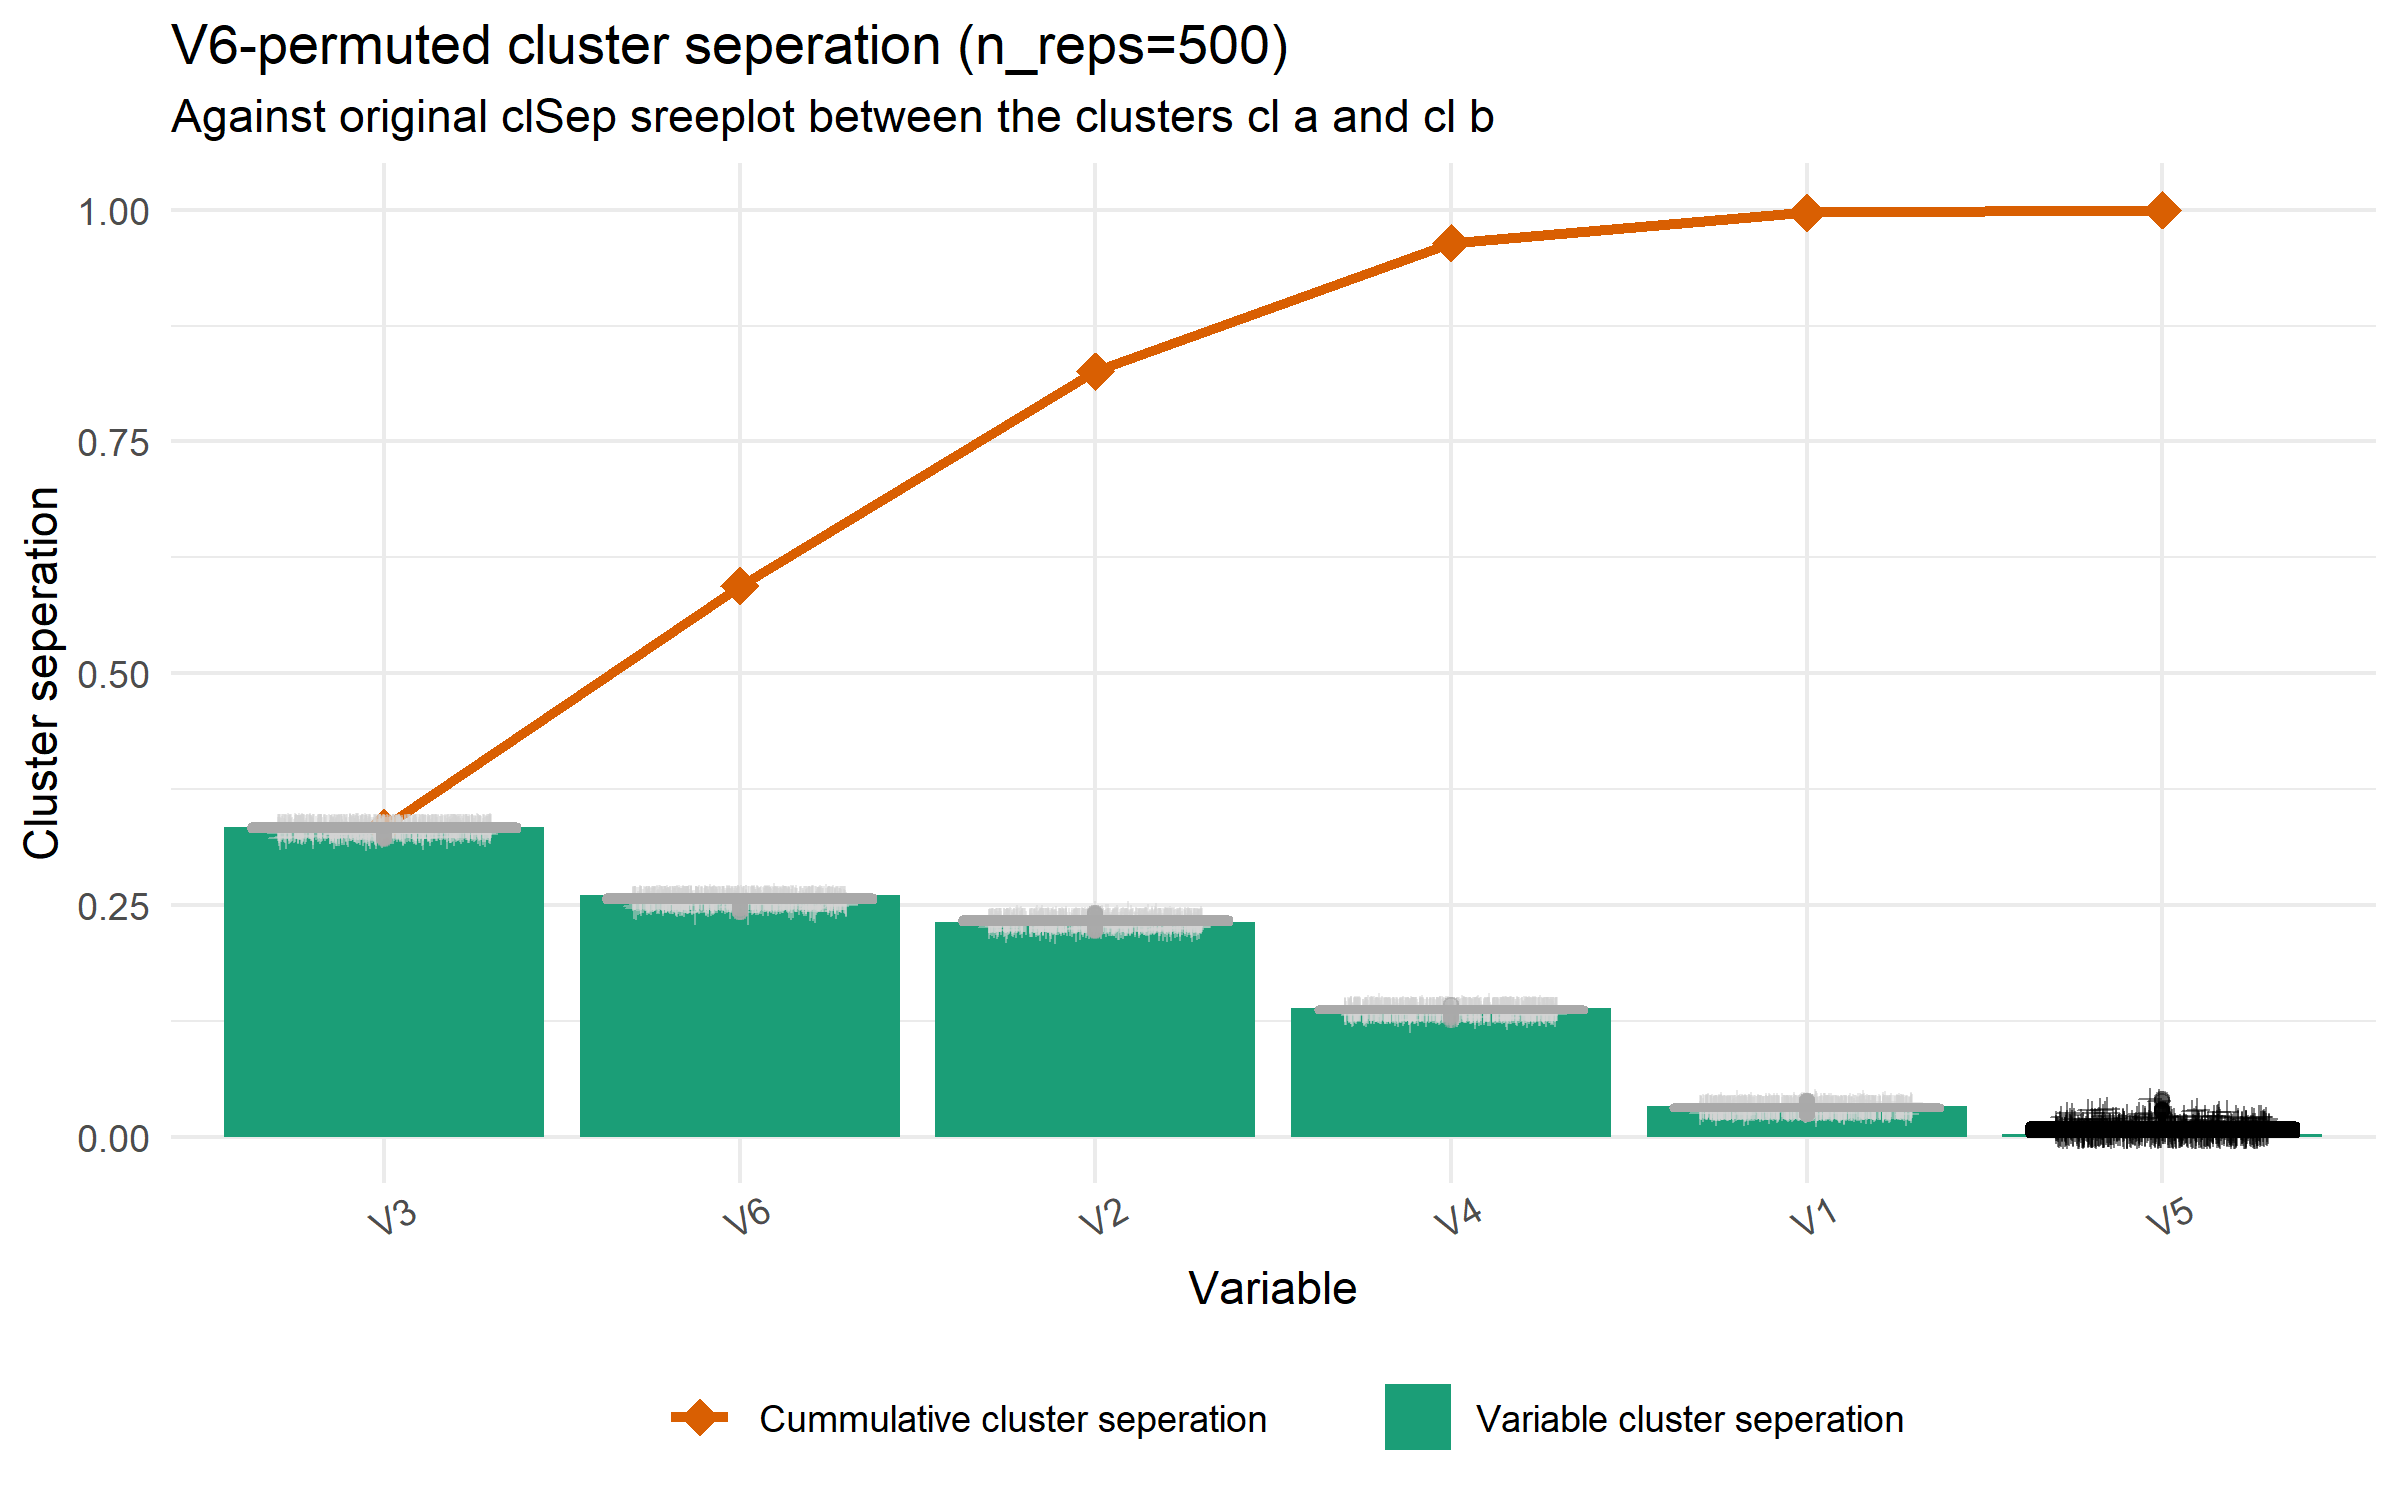 V6-permuted cluster seperation (n_reps=500)
Against original clSep sreeplot between the clusters cl a and cl b
1.00
0.75
0.50
0.25
0.00
Cluster seperation
V3
V6
V2
V4
V1
V5
Variable
Cummulative cluster seperation
Variable cluster seperation